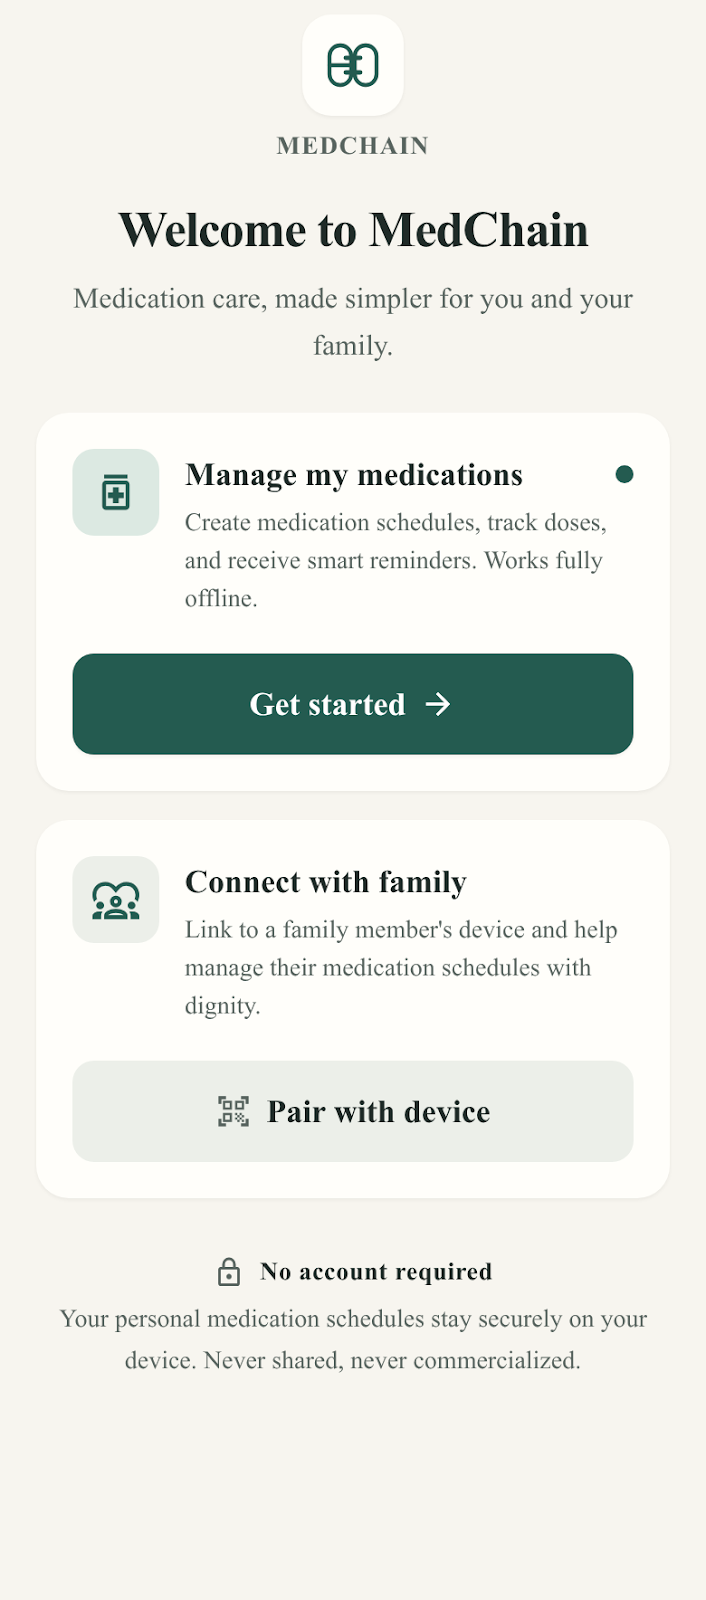 MEDCHAIN
Welcome to MedChain
Medication care, made simpler for you and your
family.
Manage my medications
Create medication schedules, track doses,
and receive smart reminders. Works fully
offline.
Get started →
Connect with family
Link to a family member's device and help
manage their medication schedules with
dignity.
Pair with device
No account required
Your personal medication schedules stay securely on your
device. Never shared, never commercialized.